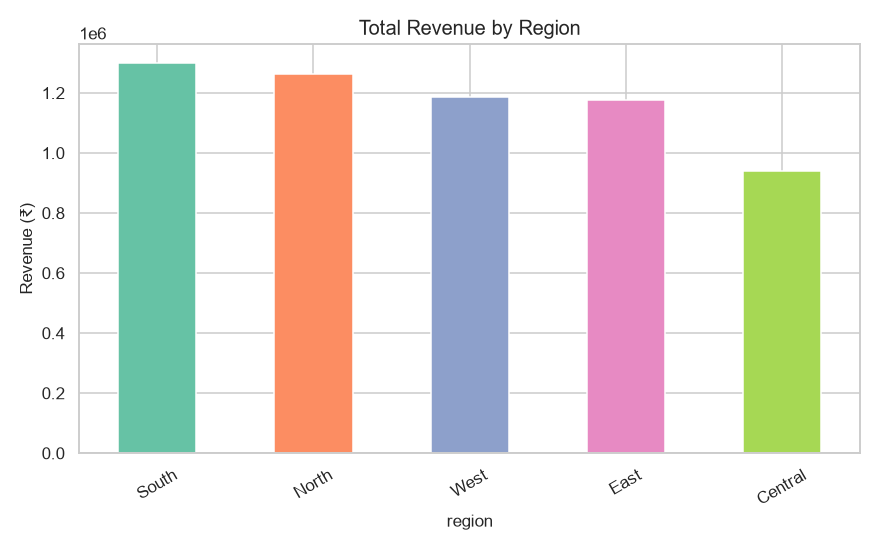 Total Revenue by Region
1e6
Revenue (₹)
1.2
1.0
0.8
0.6
0.4
0.2
0.0
South
North
West
East
Central
region